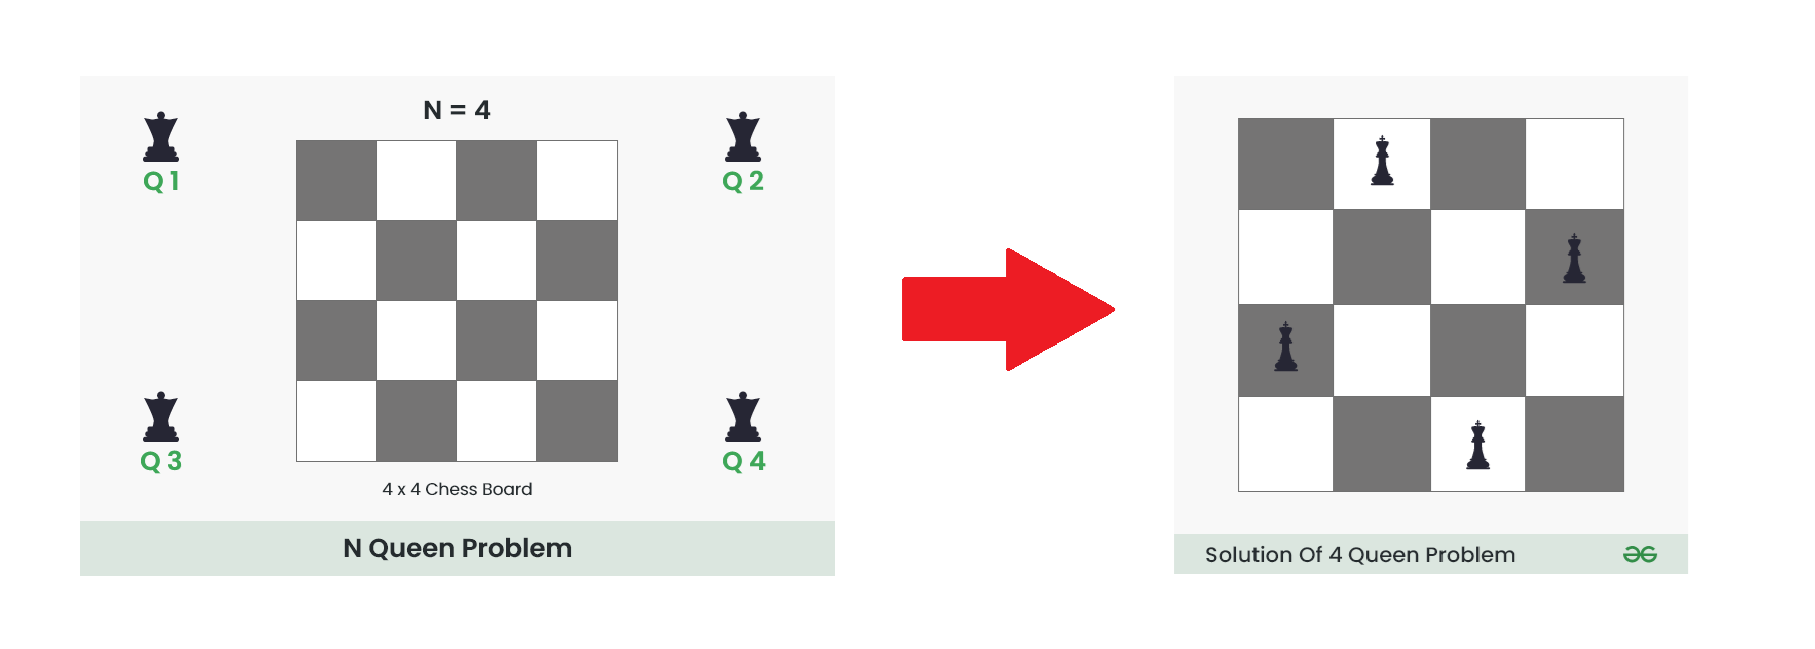 N = 4
Q 1
Q 2
Q 3
Q 4
4 x 4 Chess Board
N Queen Problem
Solution Of 4 Queen Problem